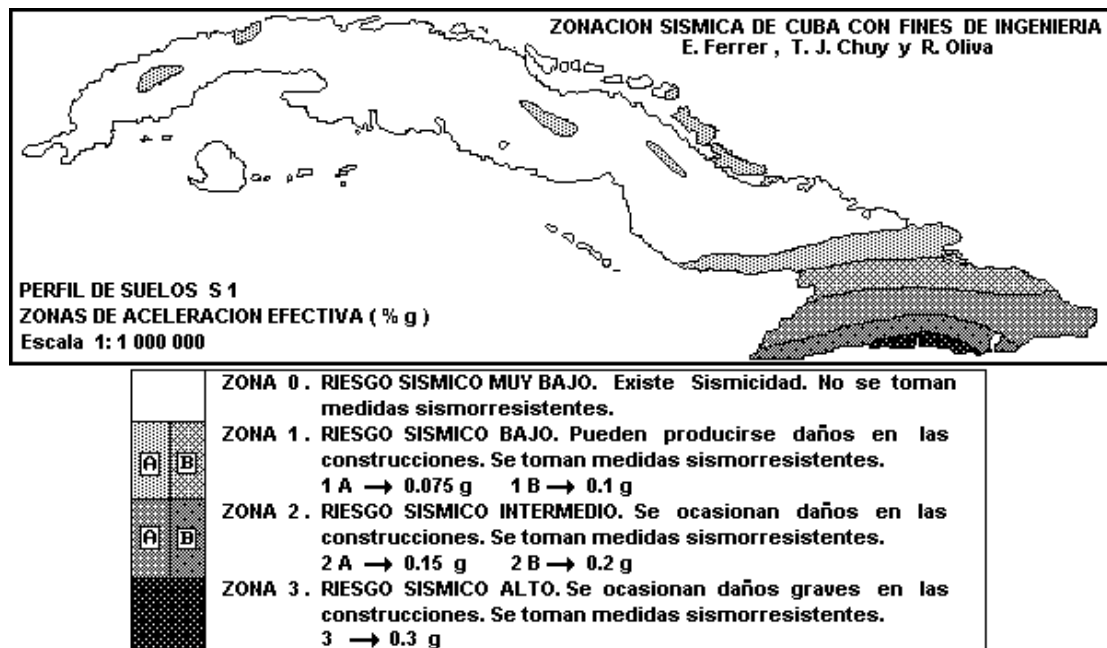 ZONACION SISMICA DE CUBA CON FINES DE INGENIERIA
E. Ferrer , T. J. Chuy y R. Oliva
PERFIL DE SUELOS S 1
ZONAS DE ACELERACION EFECTIVA ( % g )
Escala 1: 1 000 000
ZONA 0 . RIESGO SISMICO MUY BAJO. Existe Sismicidad. No se toman
medidas sismorresistentes.
ZONA 1 . RIESGO SISMICO BAJO. Pueden producirse daños en las
A B construcciones. Se toman medidas sismorresistentes.
1 A → 0.075 g 1 B → 0.1 g
ZONA 2 . RIESGO SISMICO INTERMEDIO. Se ocasionan daños en las
A B construcciones. Se toman medidas sismorresistentes.
2 A → 0.15 g 2 B → 0.2 g
ZONA 3 . RIESGO SISMICO ALTO. Se ocasionan daños graves en las
construcciones. Se toman medidas sismorresistentes.
3 → 0.3 g